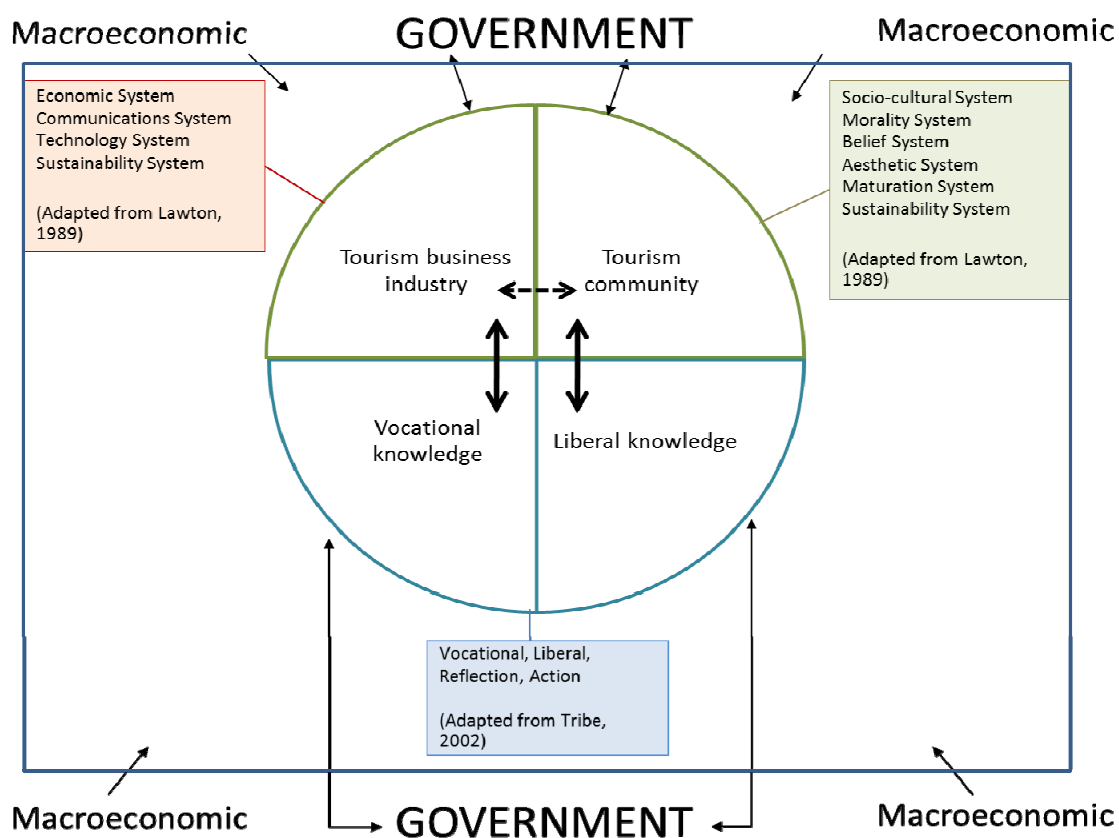 Macroeconomic
GOVERNMENT
Macroeconomic
Economic System
Communications System
Technology System
Sustainability System
(Adapted from Lawton,
1989)
Socio-cultural System
Morality System
Belief System
Aesthetic System
Maturation System
Sustainability System
(Adapted from Lawton,
1989)
Tourism business
industry
Tourism
community
Vocational
knowledge
Liberal knowledge
Vocational, Liberal,
Reflection, Action
(Adapted from Tribe,
2002)
Macroeconomic
GOVERNMENT
Macroeconomic